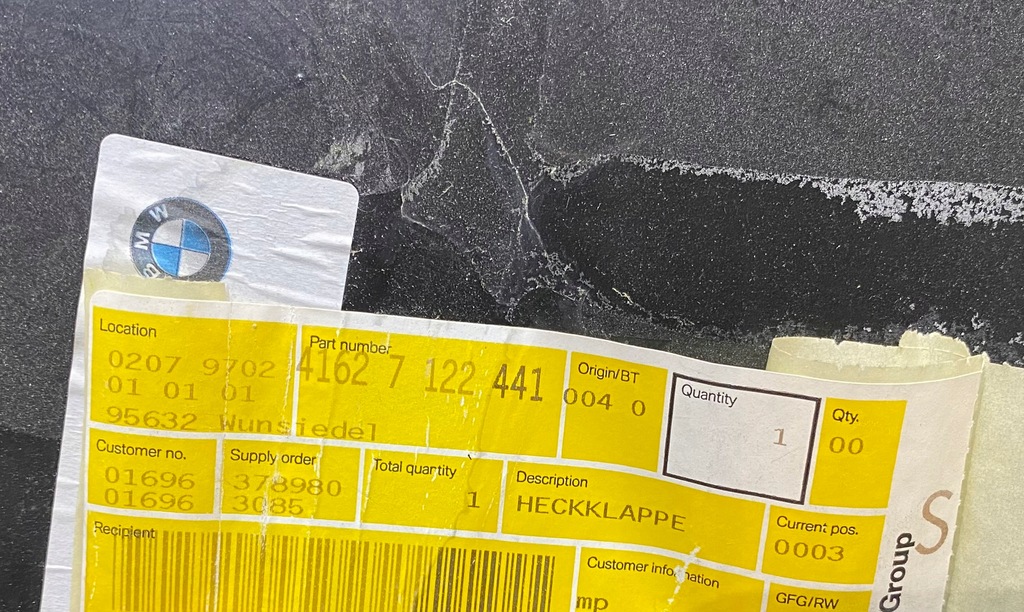 BMW
Location
0207 9702
01 01 01
95632 Wunsiedel
Part number
41627 122 441
Origin/BT
004 0
Quantity
1
Qty.
00
Customer no.
01696
01696
Supply order
378980
3085
Total quantity
1
Description
HECKKLAPPE
Current pos.
0003
Recipient
Customer information
mp
GFG/RW
Group
S